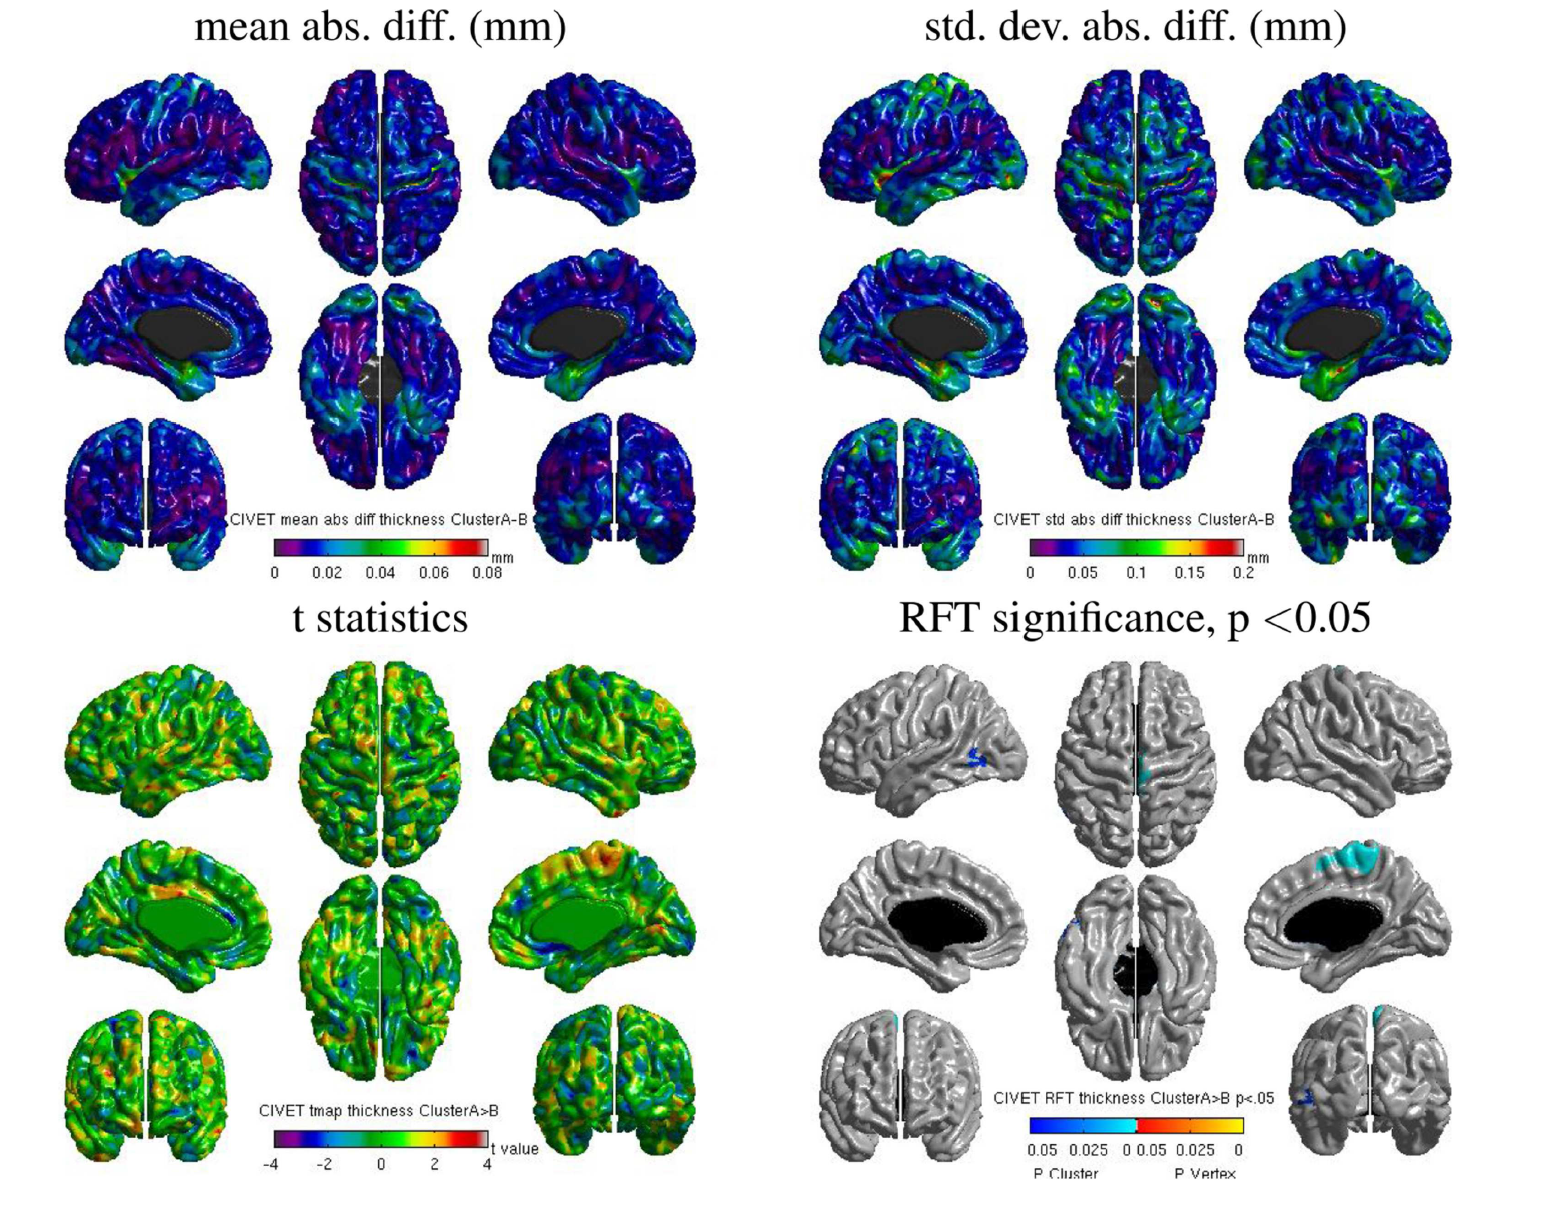 mean abs. diff. (mm)
std. dev. abs. diff. (mm)
CIVET mean abs diff thickness ClusterA-B
mm
0 0.02 0.04 0.06 0.08
CIVET std abs diff thickness ClusterA-B
mm
0 0.05 0.1 0.15 0.2
t statistics
RFT significance, p <0.05
CIVET tmap thickness ClusterA>B
t value
-4 -2 0 2 4
CIVET RFT thickness ClusterA>B p<.05
0.05 0.025 0 0.05 0.025 0
P Cluster P Vertex